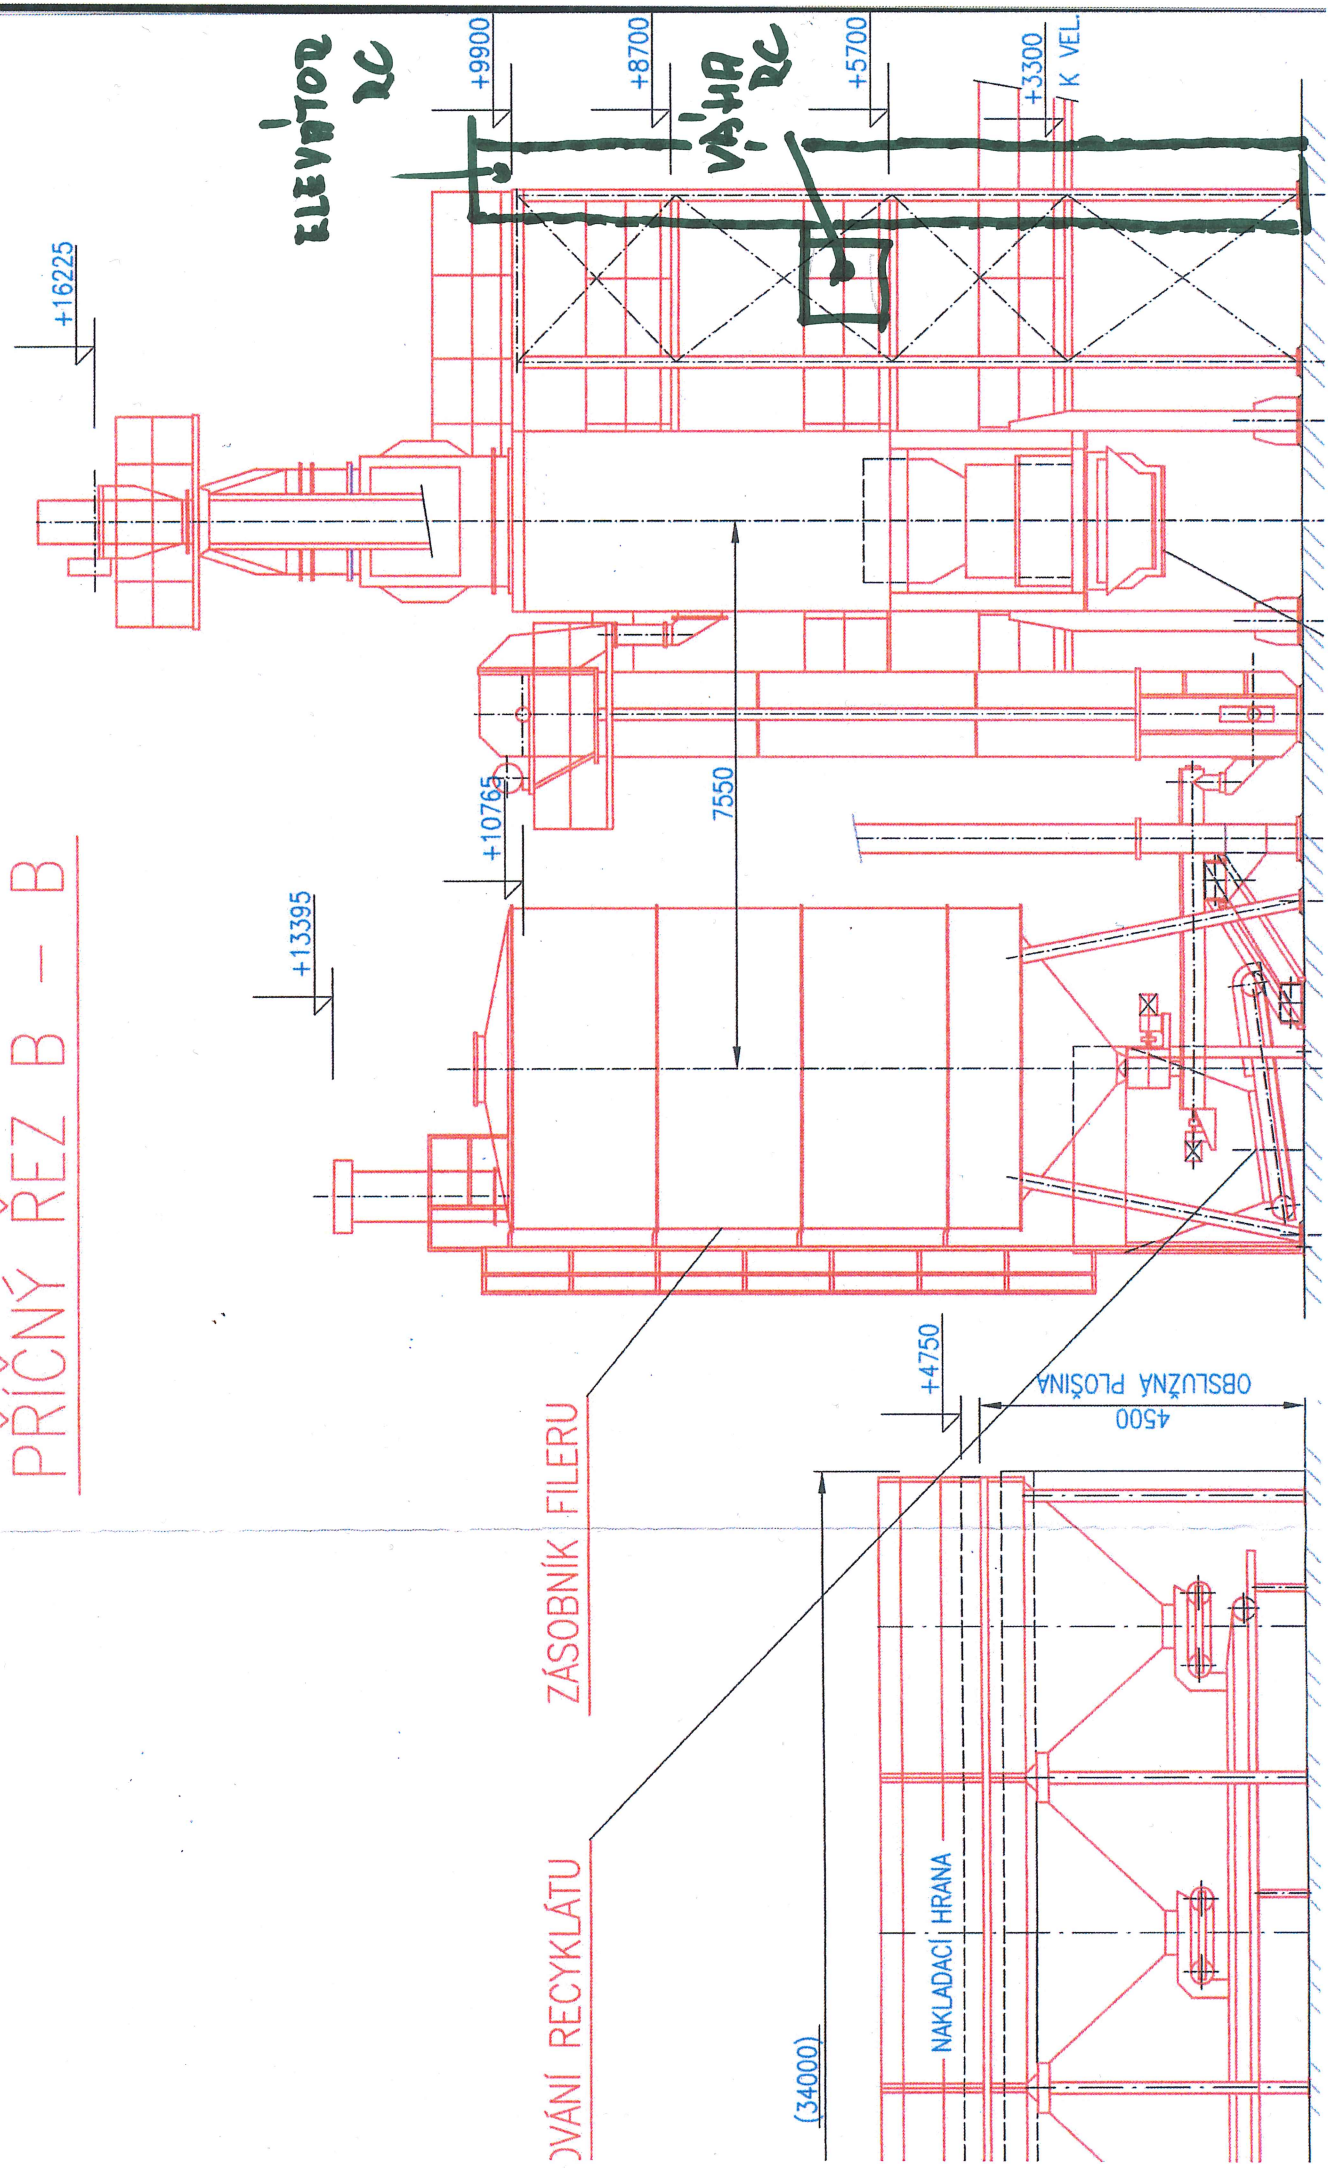 PŘÍČNÝ ŘEZ B - B
+16225
+13395
ELEVÁTOR
RC
+9900
+8700
VÁHA
RC
+5700
+3300
K VEL.
+10765
7550
ZÁSOBNÍK FILERU
OVÁNÍ RECYKLÁTU
+4750
4500
OBSLUŽNÁ PLOŠINA
(34000)
NAKLADACÍ HRANA